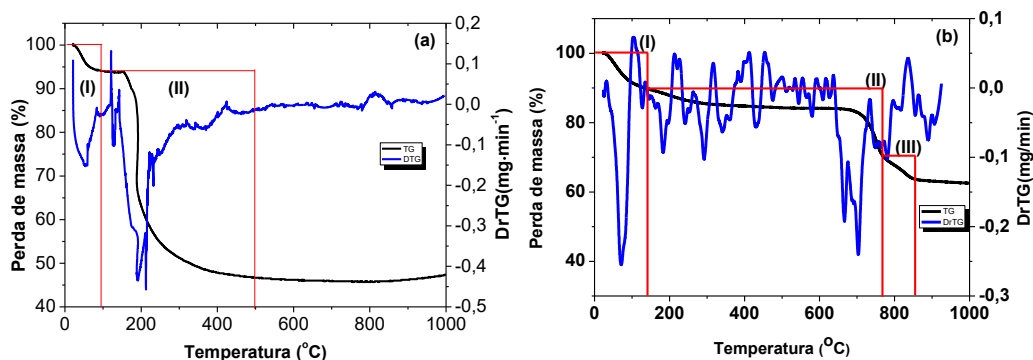 (a)
100
90
80
70
60
50
40
0,2
0,1
0,0
-0,1
-0,2
-0,3
-0,4
-0,5
0 200 400 600 800 1000
Perda de massa (%)
DrTG(mg·min⁻¹)
Temperatura (°C)
(I)
(II)
TG
DTG
(b)
100
80
60
40
0,1
0,0
-0,1
-0,2
-0,3
0 200 400 600 800 1000
Perda de massa (%)
DrTG(mg/min)
Temperatura (°C)
(I)
(II)
(III)
TG
DrTG